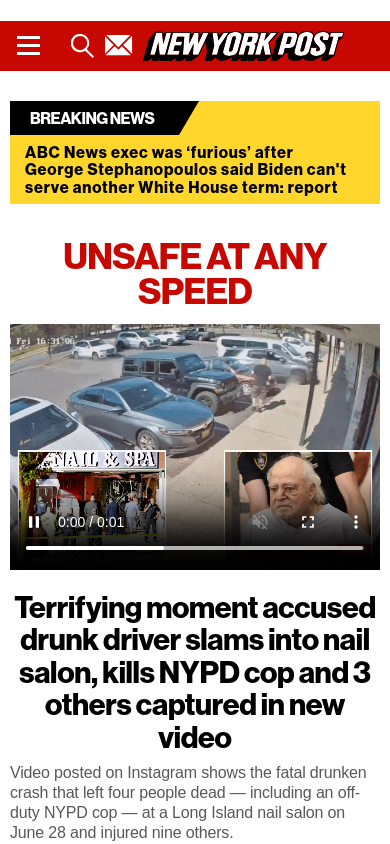 NEW YORK POST
BREAKING NEWS
ABC News exec was ‘furious’ after
George Stephanopoulos said Biden can't
serve another White House term: report
UNSAFE AT ANY
SPEED
Fri 16:31:06
NAIL & SPA
0:00 / 0:01
Terrifying moment accused
drunk driver slams into nail
salon, kills NYPD cop and 3
others captured in new
video
Video posted on Instagram shows the fatal drunken
crash that left four people dead — including an off-
duty NYPD cop — at a Long Island nail salon on
June 28 and injured nine others.